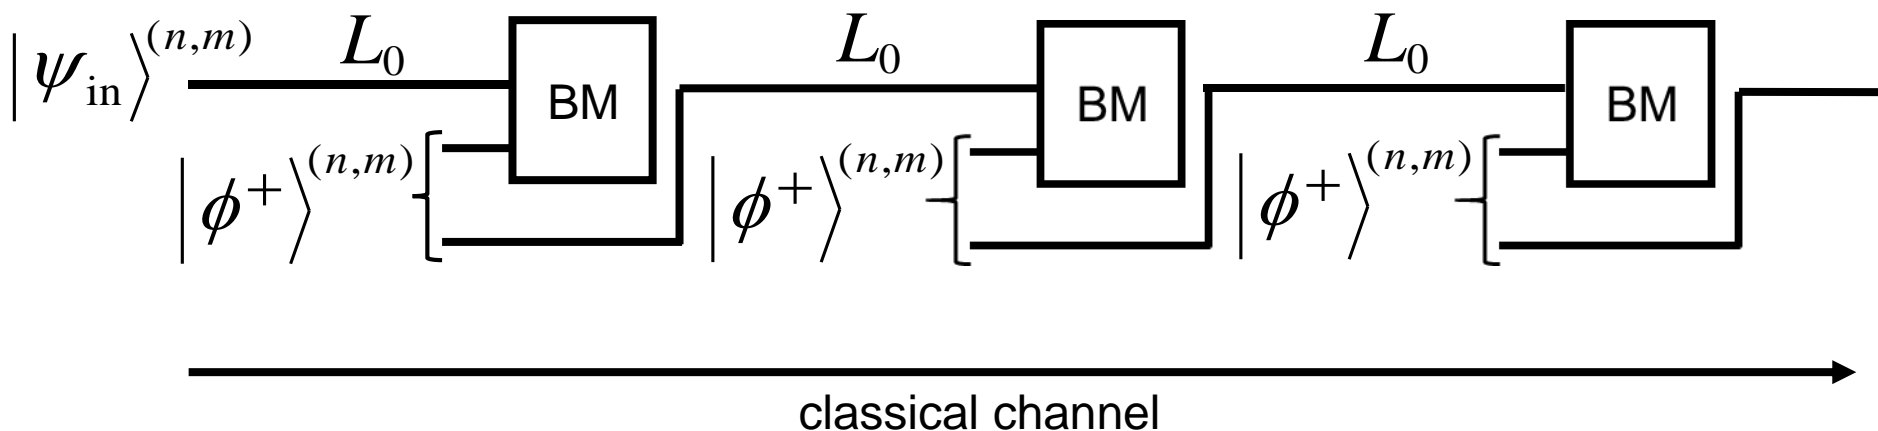 |ψ_in⟩^(n,m) L_0 BM L_0 BM L_0 BM
|ϕ^+⟩^(n,m) |ϕ^+⟩^(n,m) |ϕ^+⟩^(n,m)
classical channel